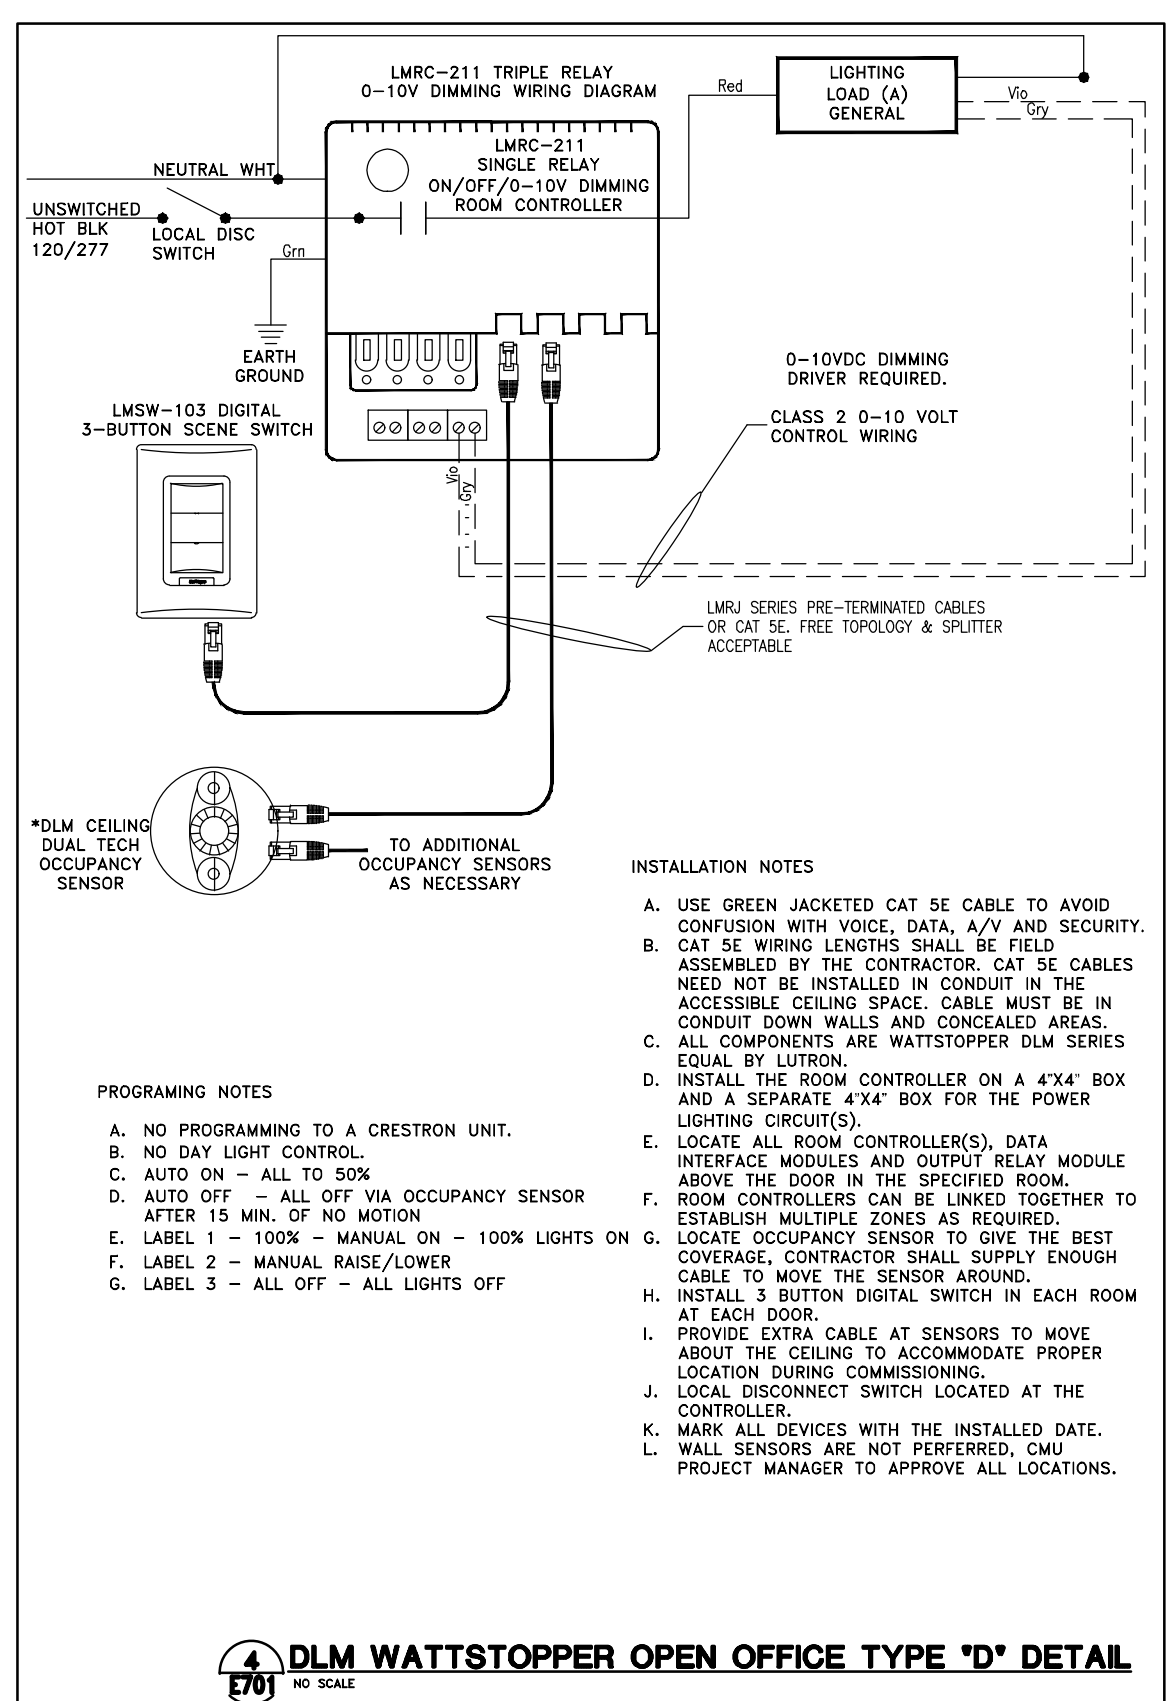 LMRC-211 TRIPLE RELAY
0-10V DIMMING WIRING DIAGRAM
Red
LIGHTING
LOAD (A)
GENERAL
Vio
Gry
LMRC-211
SINGLE RELAY
ON/OFF/0-10V DIMMING
ROOM CONTROLLER
NEUTRAL WHT
UNSWITCHED
HOT BLK
120/277
LOCAL DISC
SWITCH
Grn
EARTH
GROUND
LMSW-103 DIGITAL
3-BUTTON SCENE SWITCH
0-10VDC DIMMING
DRIVER REQUIRED.
CLASS 2 0-10 VOLT
CONTROL WIRING
Vio
Gry
LMRJ SERIES PRE-TERMINATED CABLES
OR CAT 5E. FREE TOPOLOGY & SPLITTER
ACCEPTABLE
*DLM CEILING
DUAL TECH
OCCUPANCY
SENSOR
TO ADDITIONAL
OCCUPANCY SENSORS
AS NECESSARY
PROGRAMING NOTES
A. NO PROGRAMMING TO A CRESTRON UNIT.
B. NO DAY LIGHT CONTROL.
C. AUTO ON - ALL TO 50%
D. AUTO OFF - ALL OFF VIA OCCUPANCY SENSOR
AFTER 15 MIN. OF NO MOTION
E. LABEL 1 - 100% - MANUAL ON - 100% LIGHTS ON
F. LABEL 2 - MANUAL RAISE/LOWER
G. LABEL 3 - ALL OFF - ALL LIGHTS OFF
INSTALLATION NOTES
A. USE GREEN JACKETED CAT 5E CABLE TO AVOID
CONFUSION WITH VOICE, DATA, A/V AND SECURITY.
B. CAT 5E WIRING LENGTHS SHALL BE FIELD
ASSEMBLED BY THE CONTRACTOR. CAT 5E CABLES
NEED NOT BE INSTALLED IN CONDUIT IN THE
ACCESSIBLE CEILING SPACE. CABLE MUST BE IN
CONDUIT DOWN WALLS AND CONCEALED AREAS.
C. ALL COMPONENTS ARE WATTSTOPPER DLM SERIES
EQUAL BY LUTRON.
D. INSTALL THE ROOM CONTROLLER ON A 4"X4" BOX
AND A SEPARATE 4"X4" BOX FOR THE POWER
LIGHTING CIRCUIT(S).
E. LOCATE ALL ROOM CONTROLLER(S), DATA
INTERFACE MODULES AND OUTPUT RELAY MODULE
ABOVE THE DOOR IN THE SPECIFIED ROOM.
F. ROOM CONTROLLERS CAN BE LINKED TOGETHER TO
ESTABLISH MULTIPLE ZONES AS REQUIRED.
G. LOCATE OCCUPANCY SENSOR TO GIVE THE BEST
COVERAGE, CONTRACTOR SHALL SUPPLY ENOUGH
CABLE TO MOVE THE SENSOR AROUND.
H. INSTALL 3 BUTTON DIGITAL SWITCH IN EACH ROOM
AT EACH DOOR.
I. PROVIDE EXTRA CABLE AT SENSORS TO MOVE
ABOUT THE CEILING TO ACCOMMODATE PROPER
LOCATION DURING COMMISSIONING.
J. LOCAL DISCONNECT SWITCH LOCATED AT THE
CONTROLLER.
K. MARK ALL DEVICES WITH THE INSTALLED DATE.
L. WALL SENSORS ARE NOT PERFERRED, CMU
PROJECT MANAGER TO APPROVE ALL LOCATIONS.
4
E701
DLM WATTSTOPPER OPEN OFFICE TYPE "D" DETAIL
NO SCALE